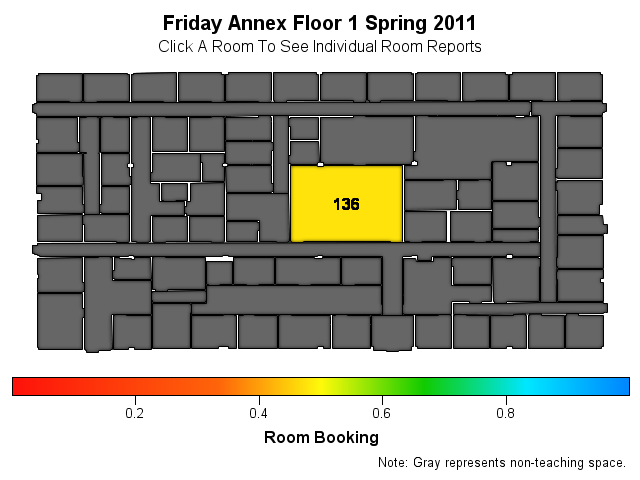 Friday Annex Floor 1 Spring 2011
Click A Room To See Individual Room Reports
136
0.2 0.4 0.6 0.8
Room Booking
Note: Gray represents non-teaching space.